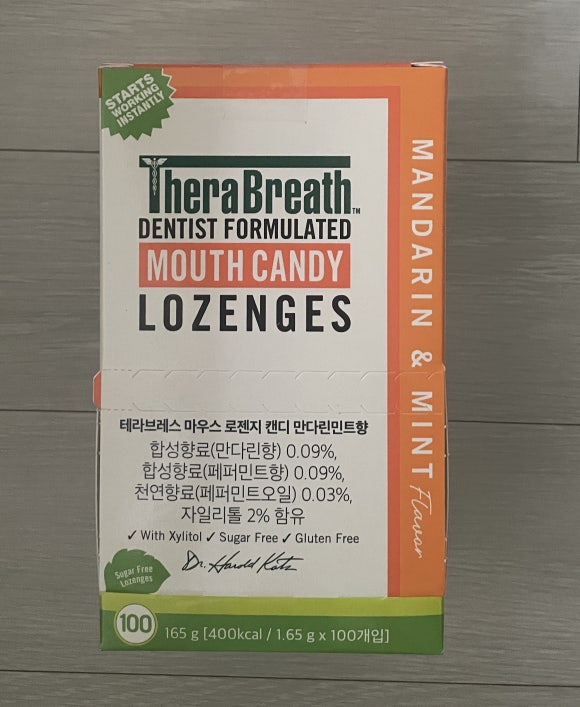 STARTS
WORKING
INSTANTLY
TheraBreath™
DENTIST FORMULATED
MOUTH CANDY
LOZENGES
MANDARIN & MINT Flavor
테라브레스 마우스 로젠지 캔디 만다린민트향
합성향료(만다린향) 0.09%,
합성향료(페퍼민트향) 0.09%,
천연향료(페퍼민트오일) 0.03%,
자일리톨 2% 함유
✓ With Xylitol ✓ Sugar Free ✓ Gluten Free
Dr. Harold Katz
Sugar Free
Lozenges
100
165 g [400kcal / 1.65 g x 100개입]